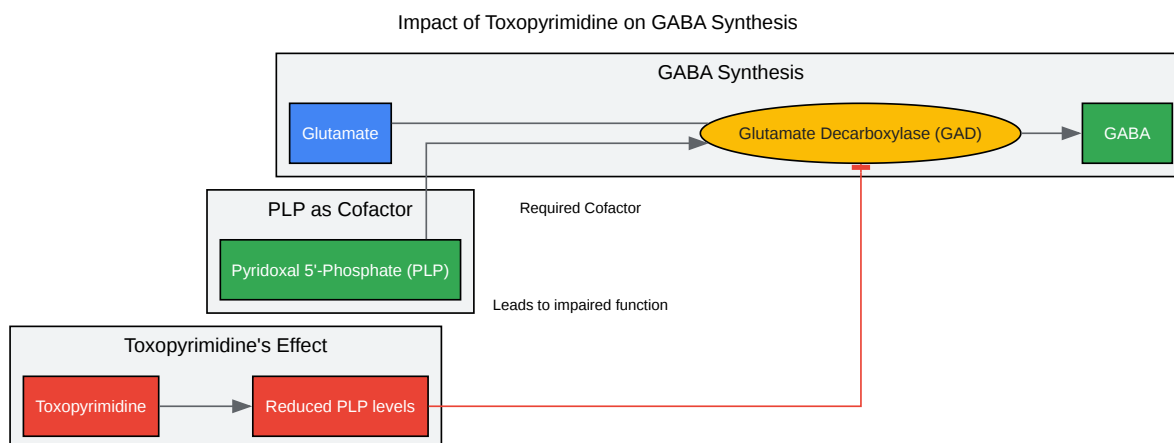 Impact of Toxopyrimidine on GABA Synthesis
GABA Synthesis
Glutamate
Glutamate Decarboxylase (GAD)
GABA
PLP as Cofactor
Required Cofactor
Pyridoxal 5'-Phosphate (PLP)
Leads to impaired function
Toxopyrimidine's Effect
Toxopyrimidine
Reduced PLP levels